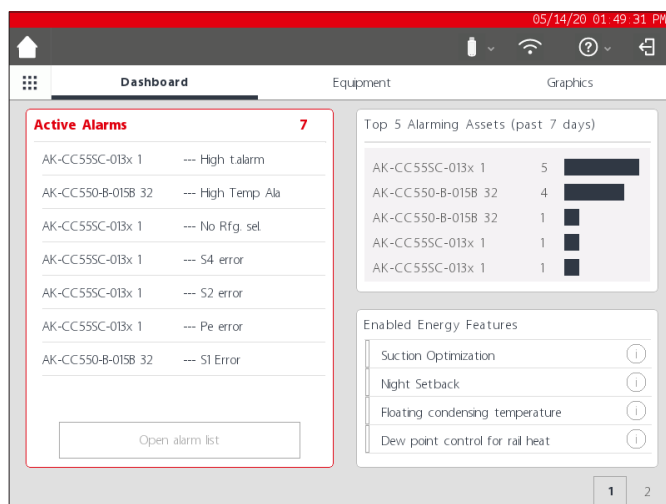 05/14/20 01:49:31 PM
Dashboard Equipment Graphics
Active Alarms 7
AK-CC55SC-013x 1 --- High t.alarm
AK-CC550-B-015B 32 --- High Temp Ala
AK-CC55SC-013x 1 --- No Rfg. sel.
AK-CC55SC-013x 1 --- S4 error
AK-CC55SC-013x 1 --- S2 error
AK-CC55SC-013x 1 --- Pe error
AK-CC550-B-015B 32 --- S1 Error
Open alarm list
Top 5 Alarming Assets (past 7 days)
AK-CC55SC-013x 1 5
AK-CC550-B-015B 32 4
AK-CC550-B-015B 32 1
AK-CC55SC-013x 1 1
AK-CC55SC-013x 1 1
Enabled Energy Features
Suction Optimization
Night Setback
Floating condensing temperature
Dew point control for rail heat
1 2